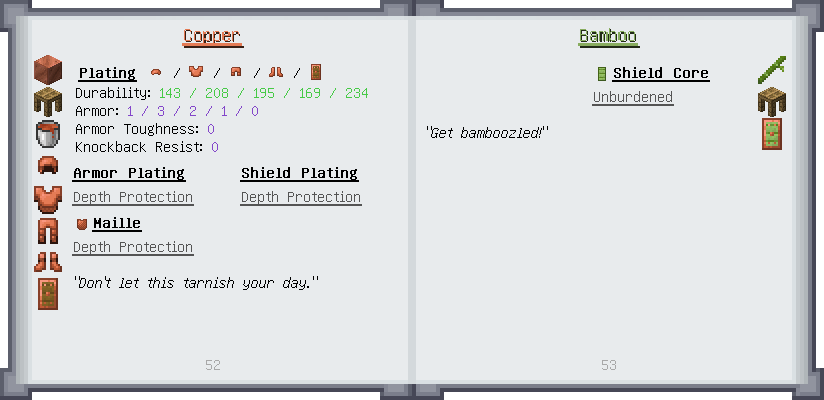 Copper
Plating / / / /
Durability: 143 / 208 / 195 / 169 / 234
Armor: 1 / 3 / 2 / 1 / 0
Armor Toughness: 0
Knockback Resist: 0
Armor Plating Shield Plating
Depth Protection Depth Protection
Maille
Depth Protection
"Don't let this tarnish your day."
52
Bamboo
Shield Core
Unburdened
"Get bamboozled!"
53